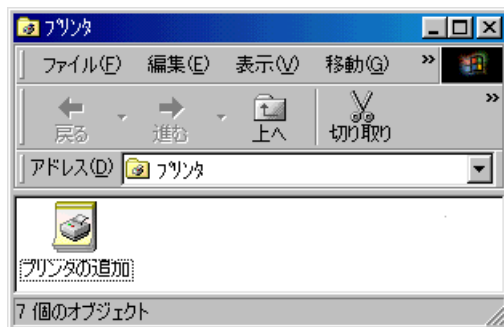 プリンタ
ファイル(F) 編集(E) 表示(V) 移動(G) »
戻る 進む 上へ 切り取り »
アドレス(D) プリンタ
プリンタの追加
7 個のオブジェクト